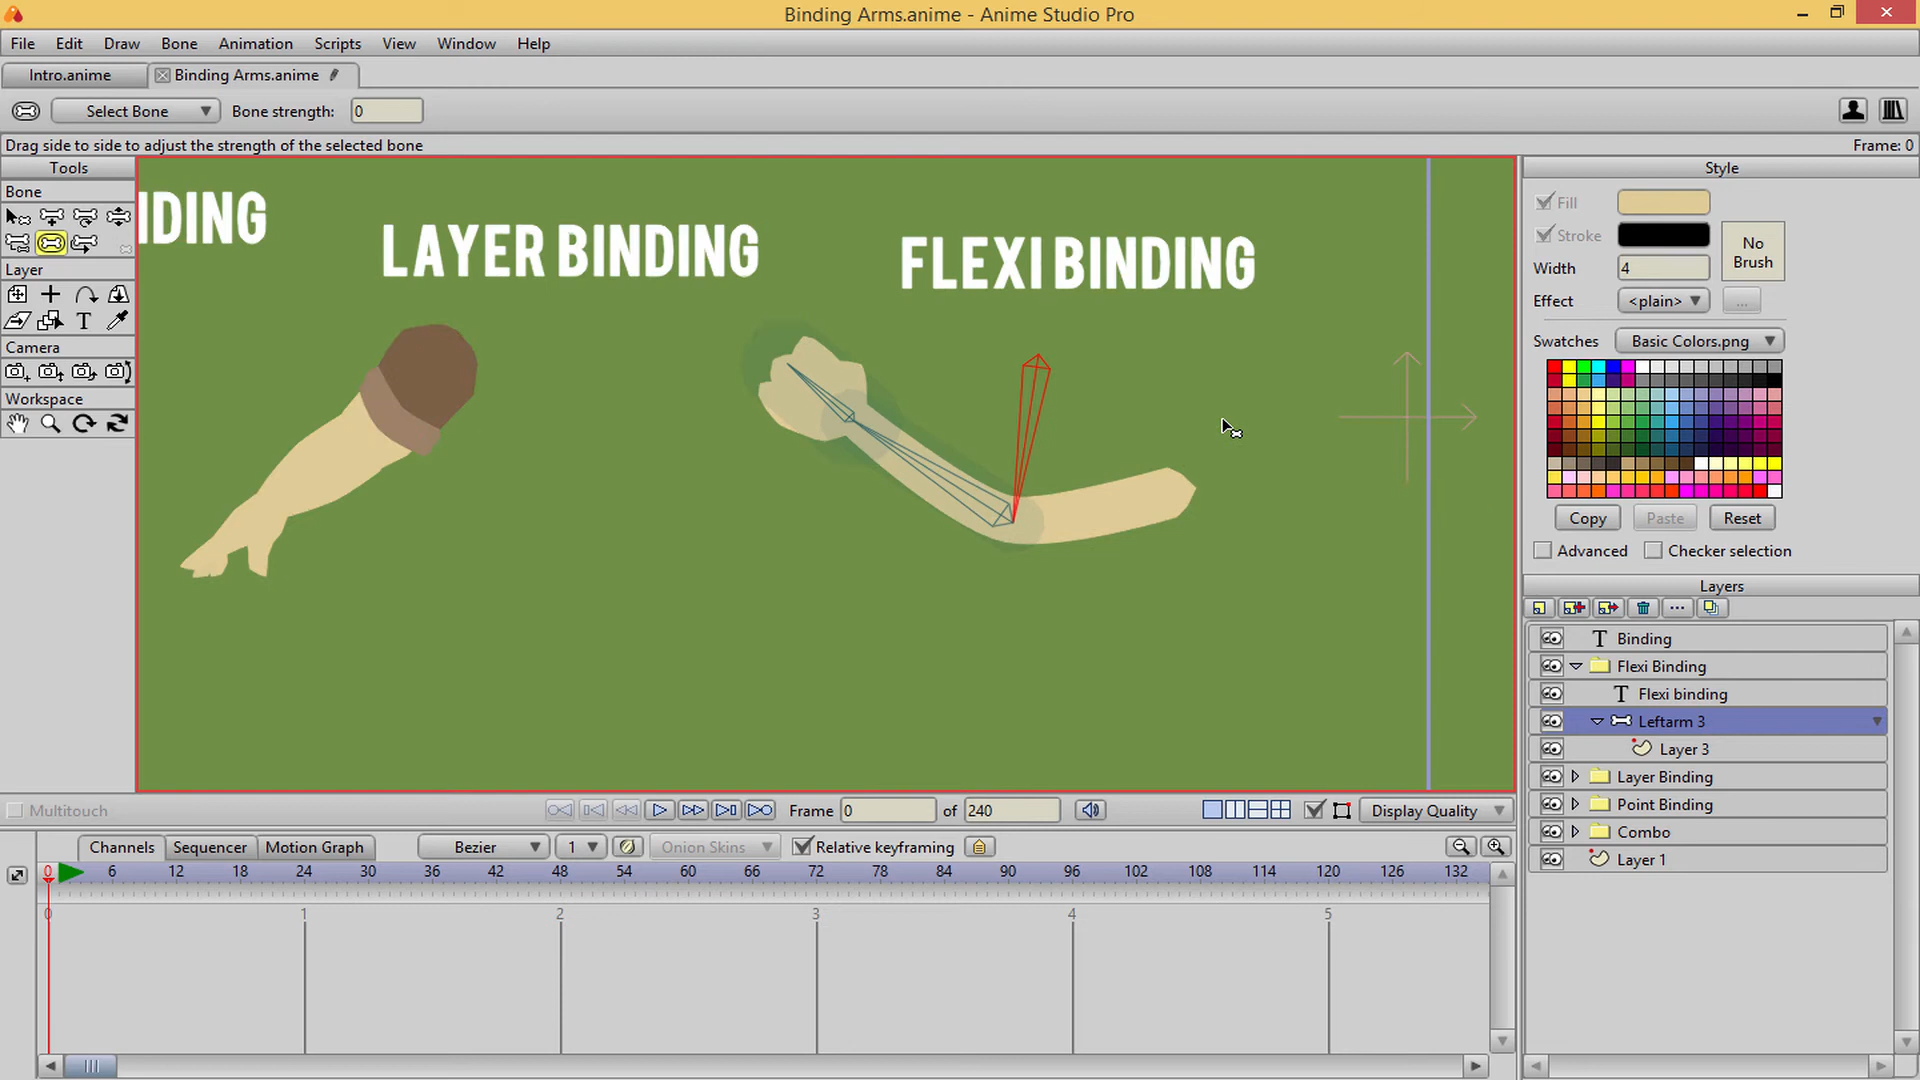 Binding Arms.anime - Anime Studio Pro
File Edit Draw Bone Animation Scripts View Window Help
Intro.anime Binding Arms.anime
Select Bone Bone strength: 0
Drag side to side to adjust the strength of the selected bone Frame: 0
Tools
Bone
Layer
T
Camera
Workspace
IDING
LAYER BINDING
FLEXI BINDING
Style
Fill
Stroke
No Brush
Width 4
Effect <plain> ...
Swatches Basic Colors.png
Copy Paste Reset
Advanced Checker selection
Layers
T Binding
Flexi Binding
T Flexi binding
Leftarm 3
Layer 3
Layer Binding
Point Binding
Combo
Layer 1
Multitouch Frame 0 of 240 Display Quality
Channels Sequencer Motion Graph Bezier 1 Onion Skins Relative keyframing
0 6 12 18 24 30 36 42 48 54 60 66 72 78 84 90 96 102 108 114 120 126 132
0 1 2 3 4 5